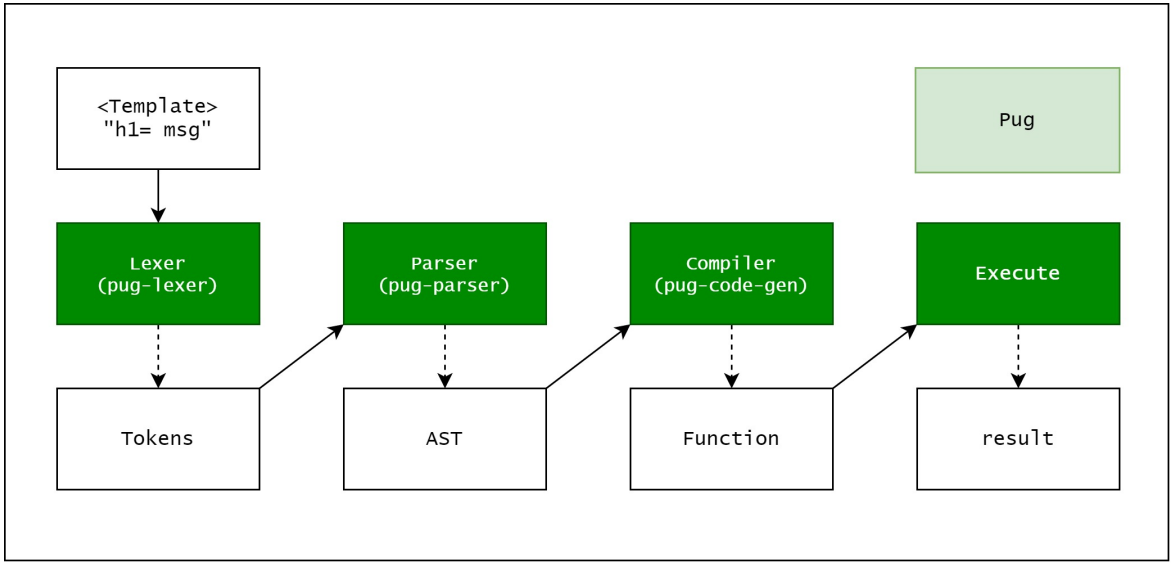 <Template>
"h1= msg"
Pug
Lexer
(pug-lexer)
Parser
(pug-parser)
Compiler
(pug-code-gen)
Execute
Tokens
AST
Function
result